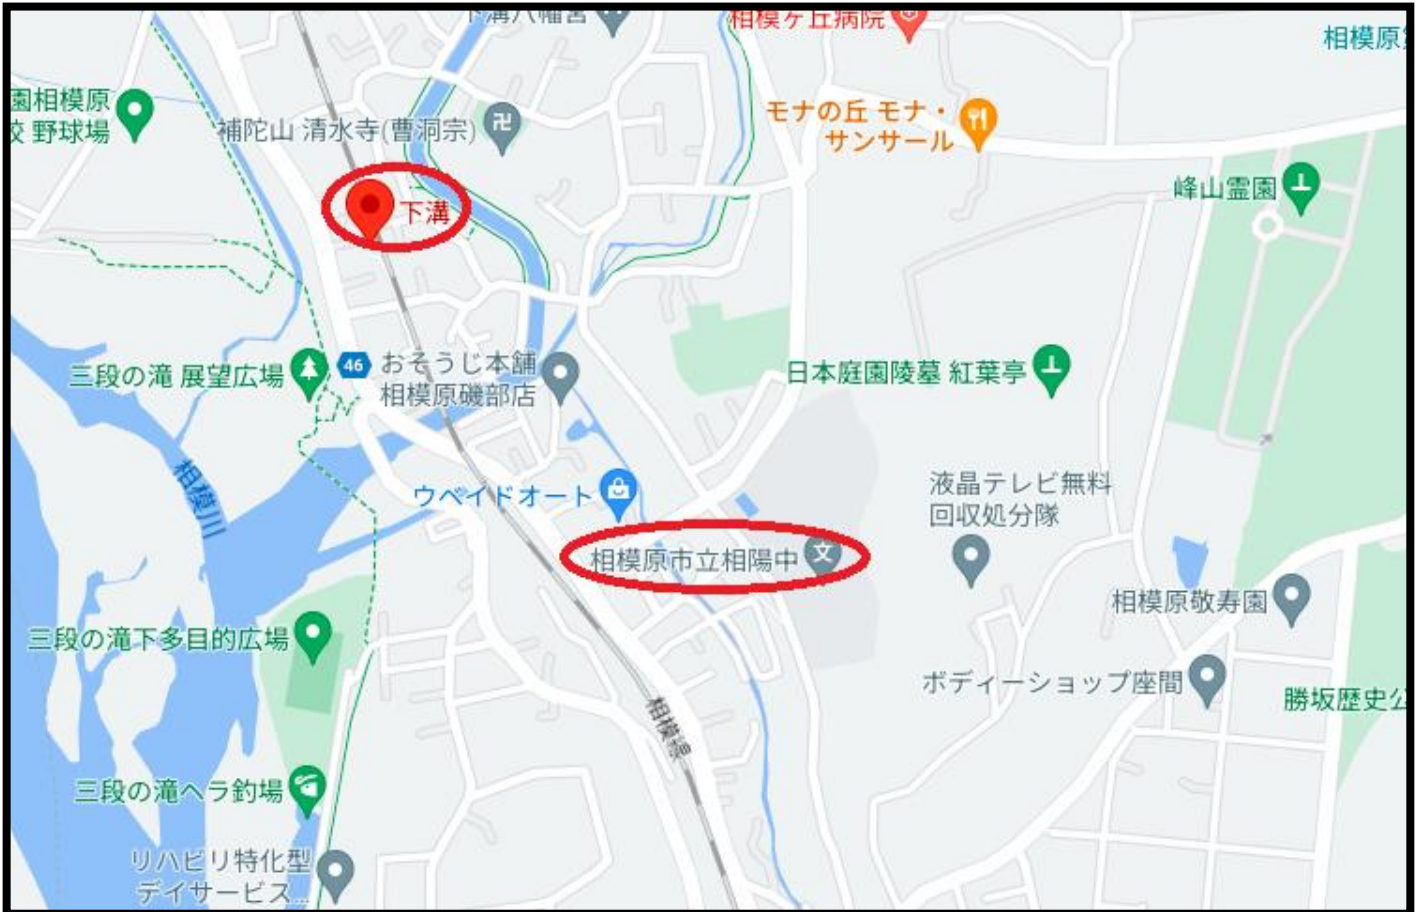 下溝八幡宮
相模ヶ丘病院
相模原
園相模原
校 野球場
モナの丘 モナ・
サンサール
補陀山 清水寺(曹洞宗)
卍
峰山霊園
下溝
46
おそうじ本舗
相模原磯部店
三段の滝 展望広場
日本庭園陵墓 紅葉亭
相模川
ウベイドオート
液晶テレビ無料
回収処分隊
相模原市立相陽中
文
相模原敬寿園
三段の滝下多目的広場
ボディーショップ座間
勝坂歴史公
相模線
三段の滝ヘラ釣場
リハビリ特化型
デイサービス...